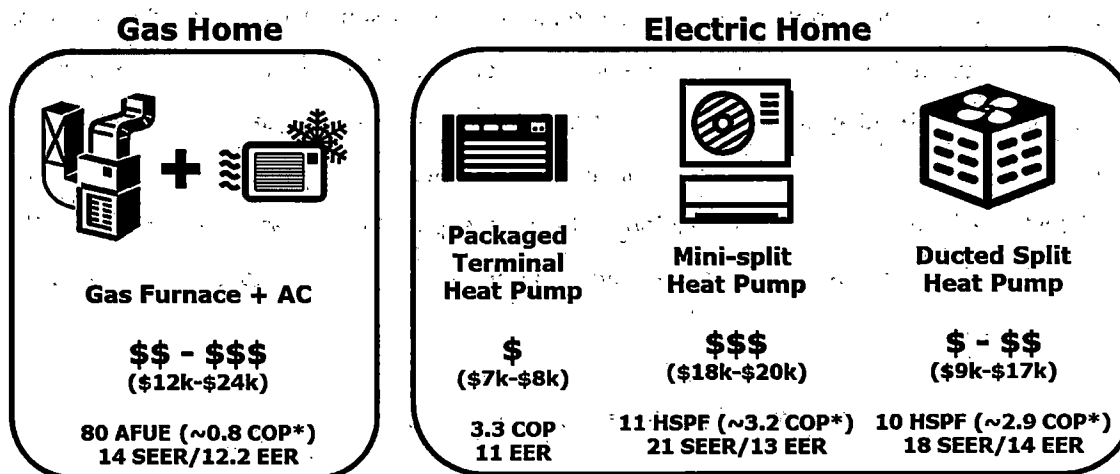 Gas Home
Gas Furnace + AC
$$ - $$$
($12k-$24k)
80 AFUE (~0.8 COP*)
14 SEER/12.2 EER
Electric Home
Packaged
Terminal
Heat Pump
$
($7k-$8k)
3.3 COP
11 EER
Mini-split
Heat Pump
$$$
($18k-$20k)
11 HSPF (~3.2 COP*)
21 SEER/13 EER
Ducted Split
Heat Pump
$ - $$
($9k-$17k)
10 HSPF (~2.9 COP*)
18 SEER/14 EER